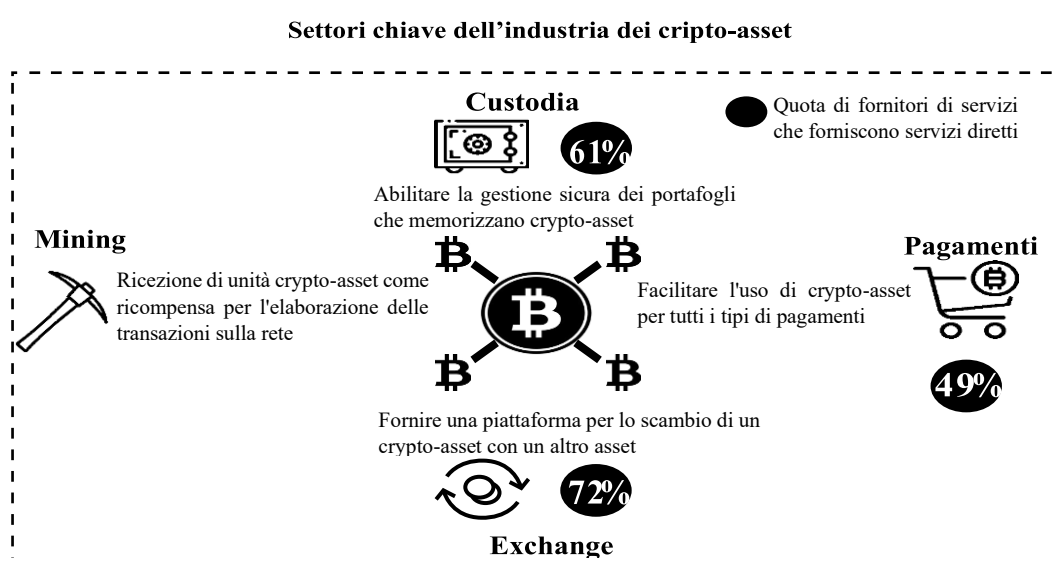 Settori chiave dell’industria dei cripto-asset
Custodia
61%
Quota di fornitori di servizi
che forniscono servizi diretti
Abilitare la gestione sicura dei portafogli
che memorizzano crypto-asset
Mining
Ricezione di unità crypto-asset come
ricompensa per l'elaborazione delle
transazioni sulla rete
Pagamenti
Facilitare l'uso di crypto-asset
per tutti i tipi di pagamenti
49%
Fornire una piattaforma per lo scambio di un
crypto-asset con un altro asset
72%
Exchange